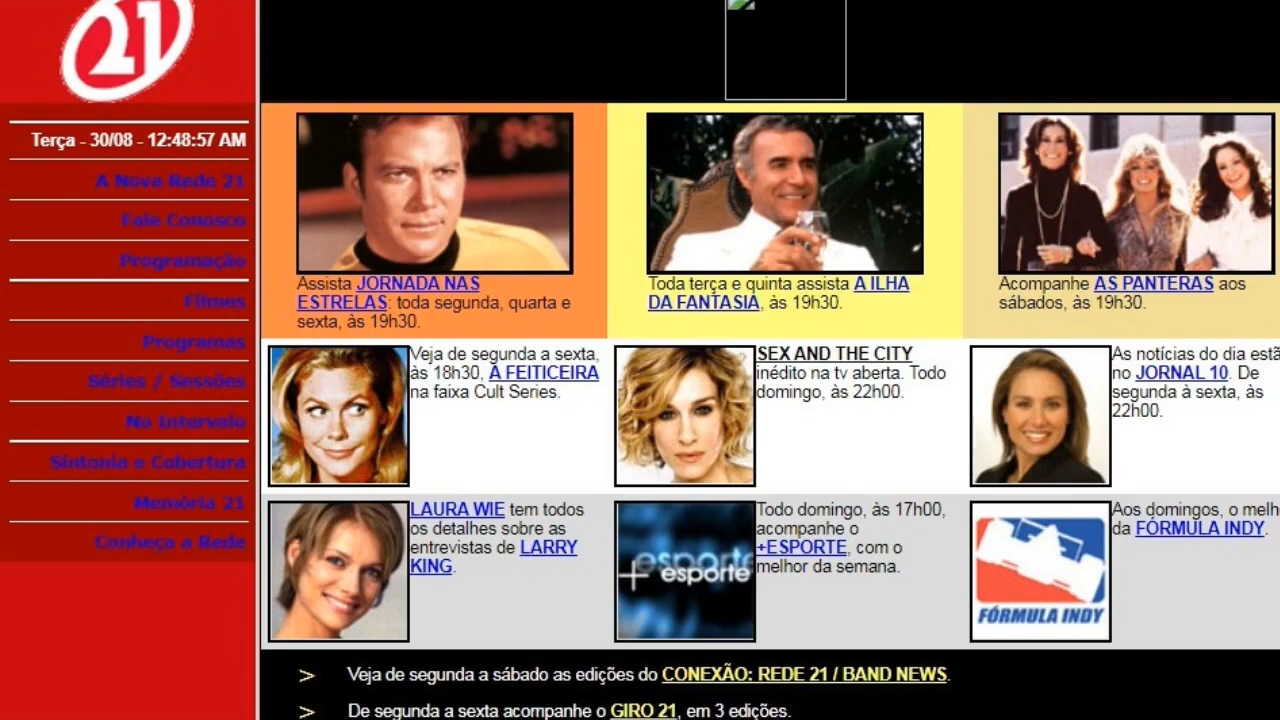 21
Terça - 30/08 - 12:48:57 AM
A Nova Rede 21
Fale Conosco
Programação
Filmes
Programas
Séries / Sessões
No Intervalo
Sintonia e Cobertura
Memória 21
Conheça a Rede
Assista JORNADA NAS
ESTRELAS: toda segunda, quarta e
sexta, às 19h30.
Toda terça e quinta assista A ILHA
DA FANTASIA, às 19h30.
Acompanhe AS PANTERAS aos
sábados, às 19h30.
Veja de segunda a sexta,
às 18h30, A FEITICEIRA
na faixa Cult Series.
SEX AND THE CITY
inédito na tv aberta. Todo
domingo, às 22h00.
As notícias do dia estã
no JORNAL 10. De
segunda à sexta, às
22h00.
LAURA WIE tem todos
os detalhes sobre as
entrevistas de LARRY
KING.
esporte
+ esporte
Todo domingo, às 17h00,
acompanhe o
+ESPORTE, com o
melhor da semana.
FÓRMULA INDY
Aos domingos, o melh
da FÓRMULA INDY.
> Veja de segunda a sábado as edições do CONEXÃO: REDE 21 / BAND NEWS.
> De segunda a sexta acompanhe o GIRO 21, em 3 edições.